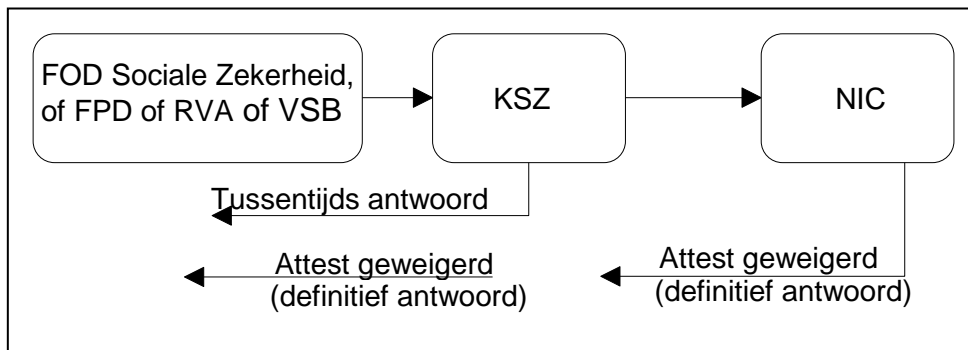 FOD Sociale Zekerheid,
of FPD of RVA of VSB
KSZ
NIC
Tussentijds antwoord
Attest geweigerd
(definitief antwoord)
Attest geweigerd
(definitief antwoord)